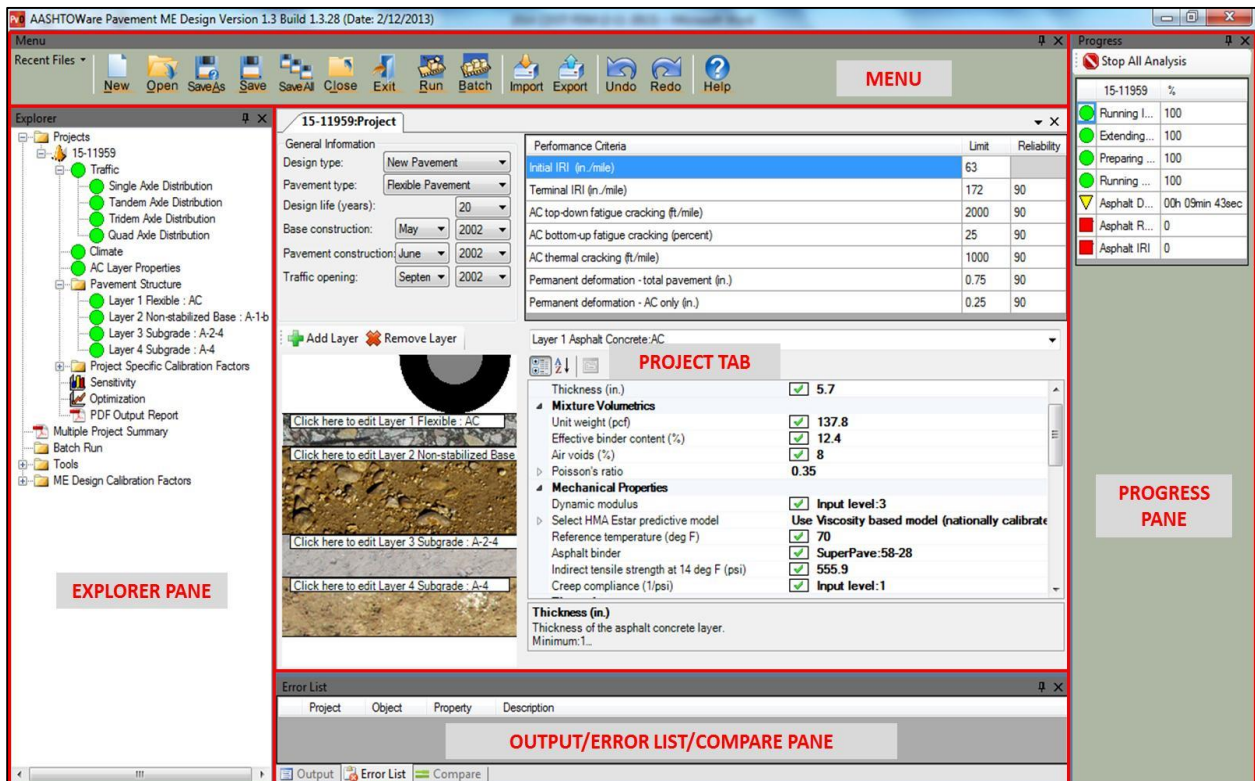 AASHTOWare Pavement ME Design Version 1.3 Build 1.3.28 (Date: 2/12/2013)
Menu
Recent Files
New Open SaveAs Save SaveAll Close Exit Run Batch Import Export Undo Redo Help
MENU
Explorer
Projects
15-11959
Traffic
Single Axle Distribution
Tandem Axle Distribution
Tridem Axle Distribution
Quad Axle Distribution
Climate
AC Layer Properties
Pavement Structure
Layer 1 Flexible : AC
Layer 2 Non-stabilized Base : A-1-b
Layer 3 Subgrade : A-2-4
Layer 4 Subgrade : A-4
Project Specific Calibration Factors
Sensitivity
Optimization
PDF Output Report
Multiple Project Summary
Batch Run
Tools
ME Design Calibration Factors
EXPLORER PANE
15-11959:Project
General Information
Design type: New Pavement
Pavement type: Flexible Pavement
Design life (years): 20
Base construction: May 2002
Pavement construction: June 2002
Traffic opening: Septen 2002
Performance Criteria Limit Reliability
Initial IRI (in./mile) 63
Terminal IRI (in./mile) 172 90
AC top-down fatigue cracking (ft/mile) 2000 90
AC bottom-up fatigue cracking (percent) 25 90
AC thermal cracking (ft/mile) 1000 90
Permanent deformation - total pavement (in.) 0.75 90
Permanent deformation - AC only (in.) 0.25 90
Add Layer Remove Layer
Click here to edit Layer 1 Flexible : AC
Click here to edit Layer 2 Non-stabilized Base
Click here to edit Layer 3 Subgrade : A-2-4
Click here to edit Layer 4 Subgrade : A-4
Layer 1 Asphalt Concrete:AC
PROJECT TAB
Thickness (in.) 5.7
Mixture Volumetrics
Unit weight (pcf) 137.8
Effective binder content (%) 12.4
Air voids (%) 8
Poisson's ratio 0.35
Mechanical Properties
Dynamic modulus Input level:3
Select HMA Estar predictive model Use Viscosity based model (nationally calibrate
Reference temperature (deg F) 70
Asphalt binder SuperPave:58-28
Indirect tensile strength at 14 deg F (psi) 555.9
Creep compliance (1/psi) Input level:1
Thickness (in.)
Thickness of the asphalt concrete layer.
Minimum:1...
Error List
Project Object Property Description
OUTPUT/ERROR LIST/COMPARE PANE
Output Error List Compare
Progress
Stop All Analysis
15-11959 %
Running I... 100
Extending... 100
Preparing ... 100
Running ... 100
Asphalt D... 00h 09min 43sec
Asphalt R... 0
Asphalt IRI 0
PROGRESS
PANE